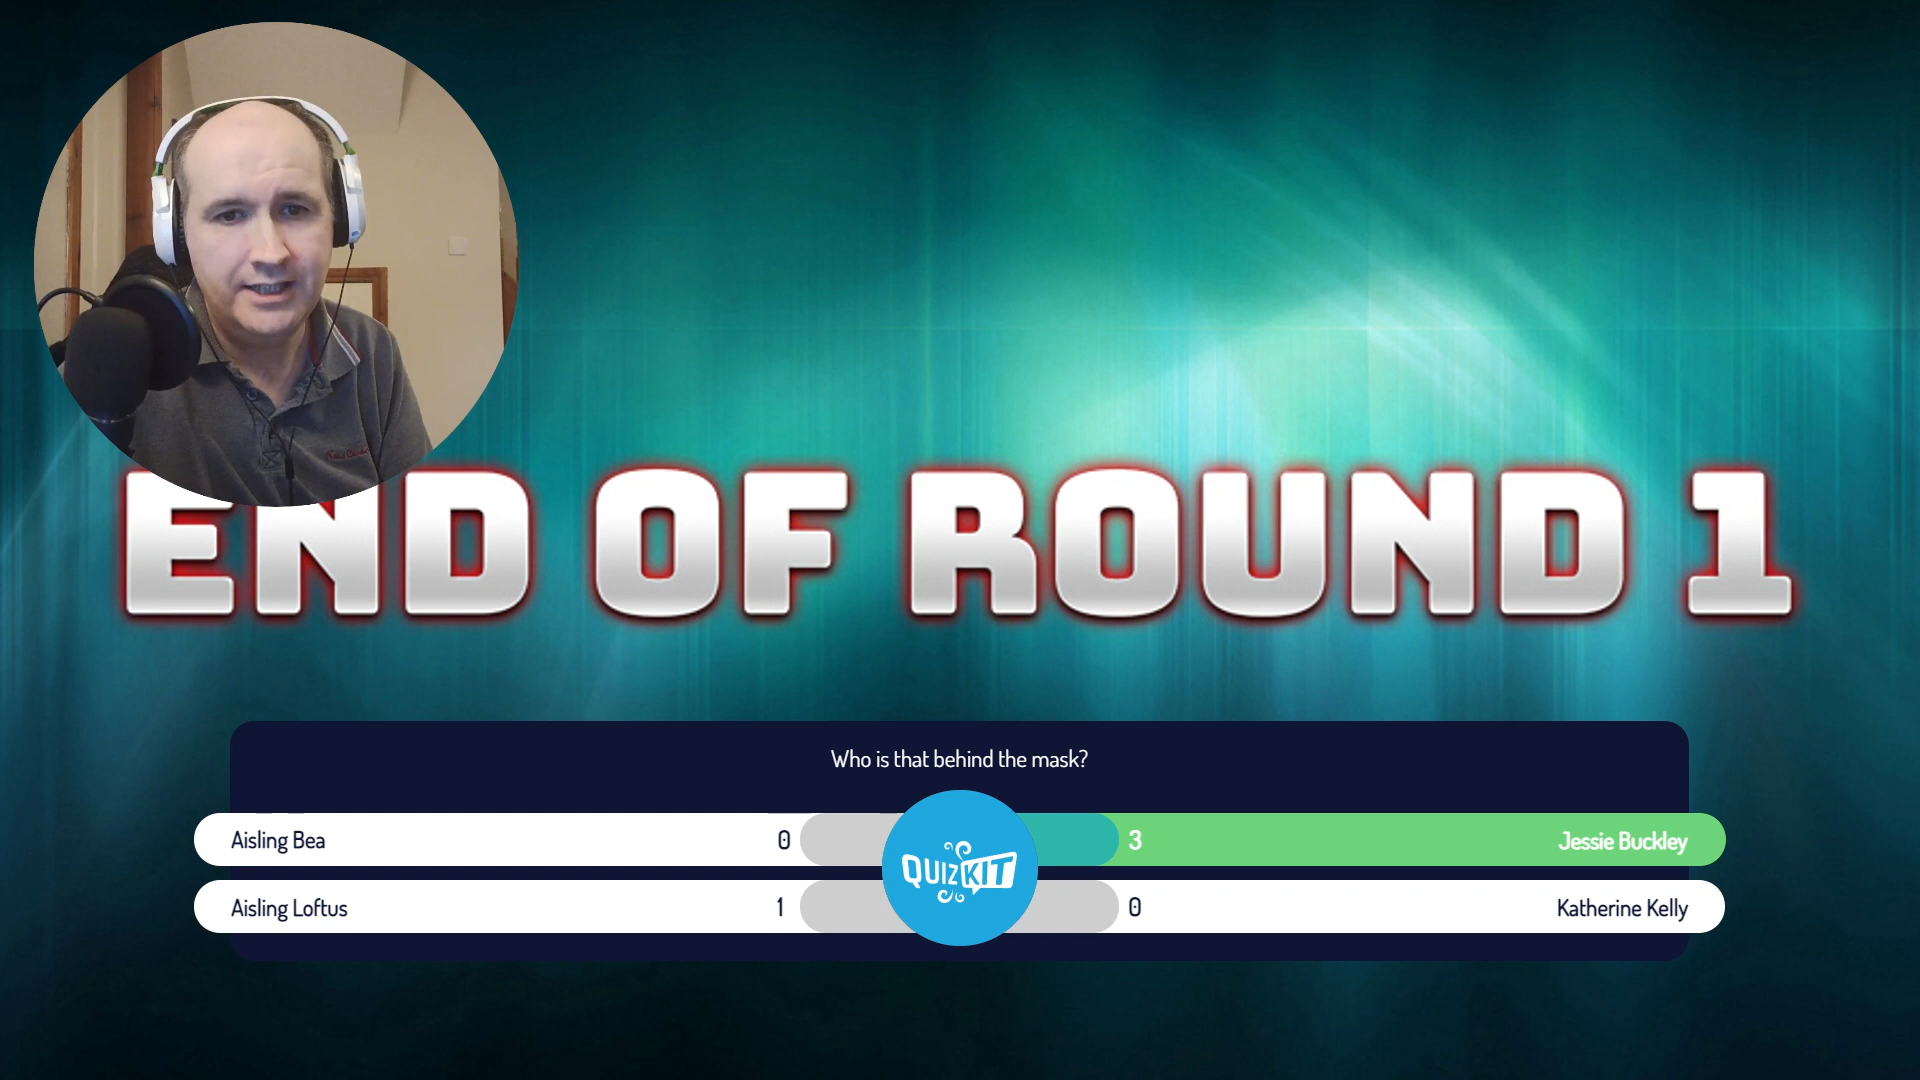 END OF ROUND 1
Who is that behind the mask?
Aisling Bea 0 3 Jessie Buckley
QUIZKIT
Aisling Loftus 1 0 Katherine Kelly